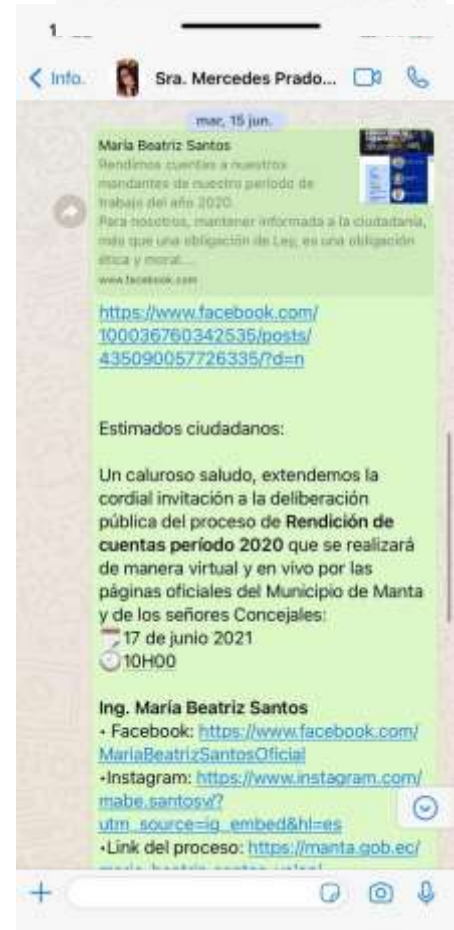 1
Info.
Sra. Mercedes Prado...
mar, 15 jun.
María Beatriz Santos
Rendimos cuentas a nuestros
mandantes de nuestro período de
trabajo del año 2020.
Para nosotros, mantener informada a la ciudadanía,
más que una obligación de Ley, es una obligación
ética y moral....
www.facebook.com
https://www.facebook.com/
100036760342535/posts/
435090057726335/?d=n
Estimados ciudadanos:
Un caluroso saludo, extendemos la
cordial invitación a la deliberación
pública del proceso de Rendición de
cuentas período 2020 que se realizará
de manera virtual y en vivo por las
páginas oficiales del Municipio de Manta
y de los señores Concejales:
17 de junio 2021
10H00
Ing. María Beatriz Santos
• Facebook: https://www.facebook.com/
MariaBeatrizSantosOficial
•Instagram: https://www.instagram.com/
mabe.santosv/?
utm_source=ig_embed&hl=es
•Link del proceso: https://manta.gob.ec/